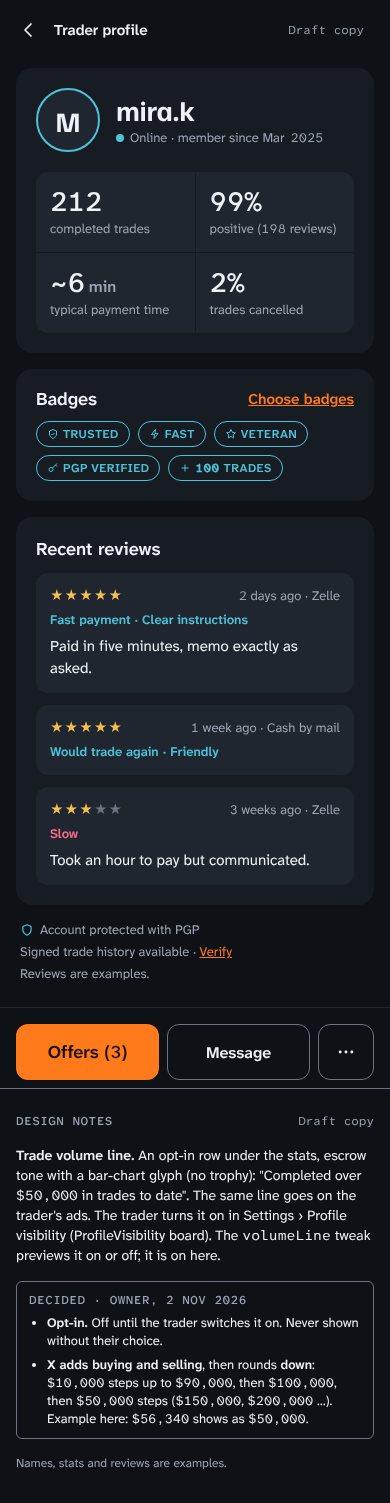 Trader profile
Draft copy
M
mira.k
Online · member since Mar 2025
212
completed trades
99%
positive (198 reviews)
~6 min
typical payment time
2%
trades cancelled
Badges
Choose badges
TRUSTED
FAST
VETERAN
PGP VERIFIED
100 TRADES
Recent reviews
★★★★★
2 days ago · Zelle
Fast payment · Clear instructions
Paid in five minutes, memo exactly as
asked.
★★★★★
1 week ago · Cash by mail
Would trade again · Friendly
★★★★★
3 weeks ago · Zelle
Slow
Took an hour to pay but communicated.
Account protected with PGP
Signed trade history available · Verify
Reviews are examples.
Offers (3)
Message
···
DESIGN NOTES
Draft copy
Trade volume line. An opt-in row under the stats, escrow
tone with a bar-chart glyph (no trophy): "Completed over
$50,000 in trades to date". The same line goes on the
trader's ads. The trader turns it on in Settings › Profile
visibility (ProfileVisibility board). The volumeLine tweak
previews it on or off; it is on here.
DECIDED · OWNER, 2 NOV 2026
• Opt-in. Off until the trader switches it on. Never shown
without their choice.
• X adds buying and selling, then rounds down:
$10,000 steps up to $90,000, then $100,000,
then $50,000 steps ($150,000, $200,000 …).
Example here: $56,340 shows as $50,000.
Names, stats and reviews are examples.